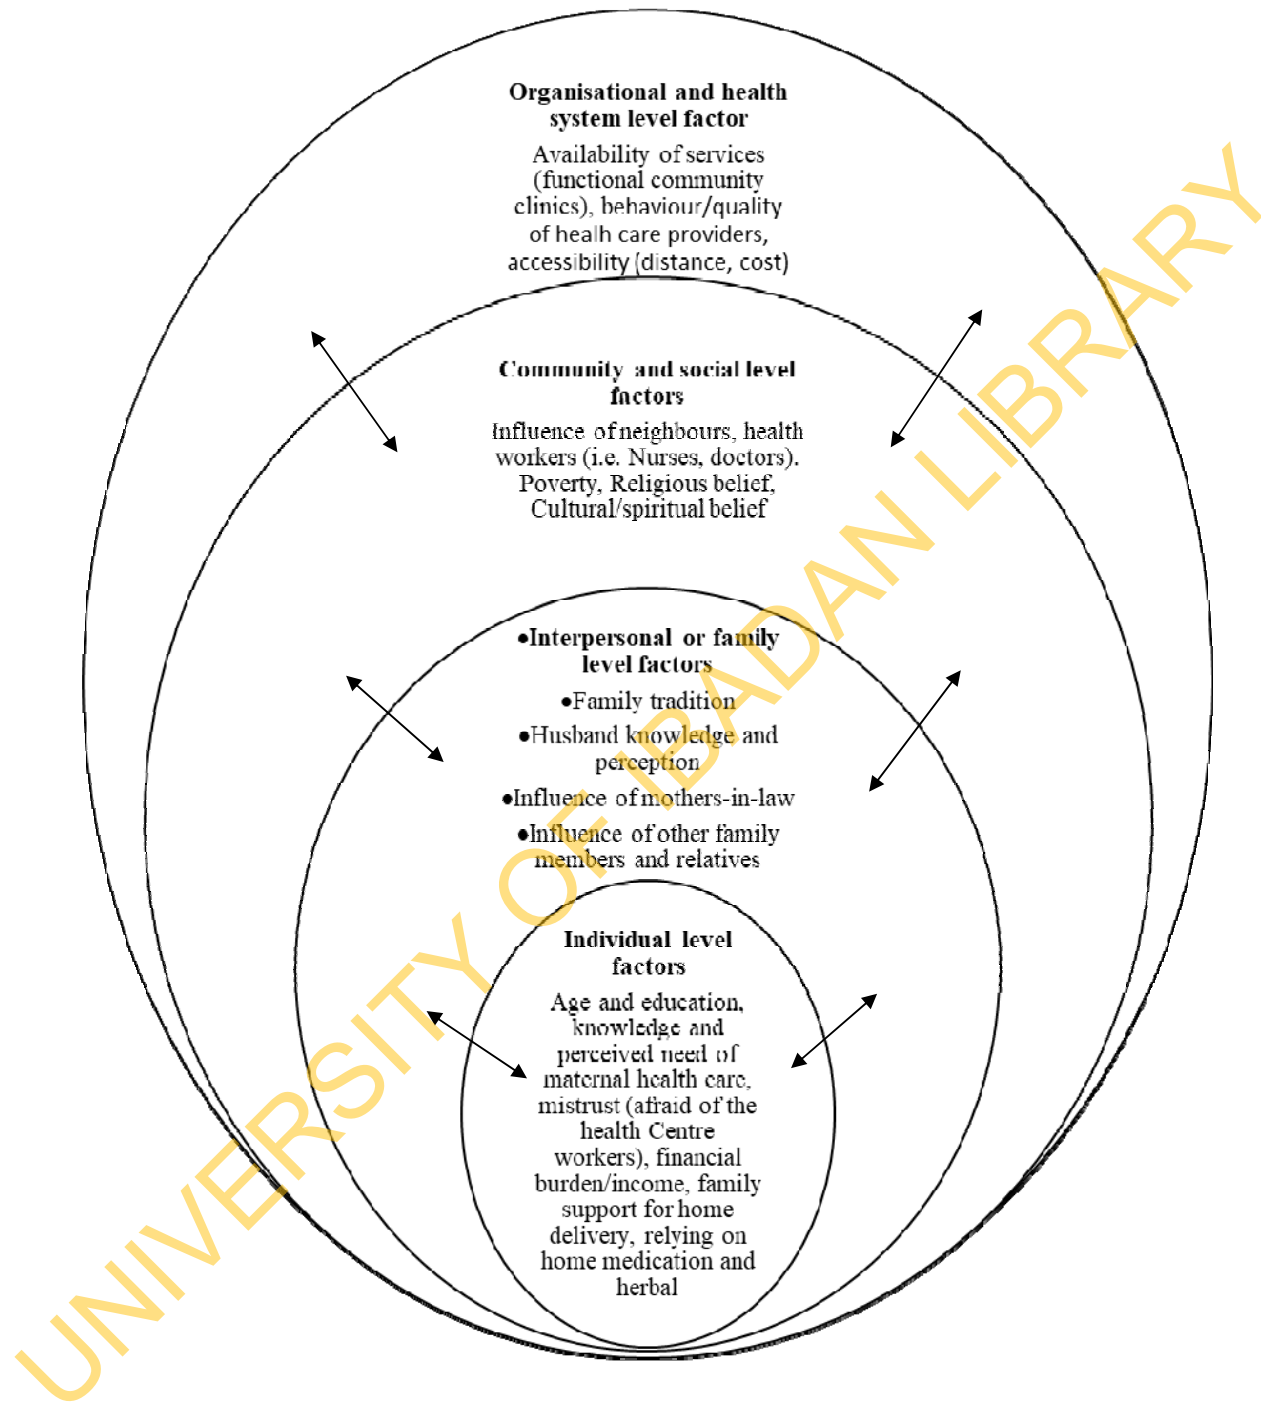 Organisational and health
system level factor
Availability of services
(functional community
clinics), behaviour/quality
of healh care providers,
accessibility (distance, cost)
Community and social level
factors
Influence of neighbours, health
workers (i.e. Nurses, doctors).
Poverty, Religious belief,
Cultural/spiritual belief
•Interpersonal or family
level factors
•Family tradition
•Husband knowledge and
perception
•Influence of mothers-in-law
•Influence of other family
members and relatives
Individual level
factors
Age and education,
knowledge and
perceived need of
maternal health care,
mistrust (afraid of the
health Centre
workers), financial
burden/income, family
support for home
delivery, relying on
home medication and
herbal
UNIVERSITY OF IBADAN LIBRARY